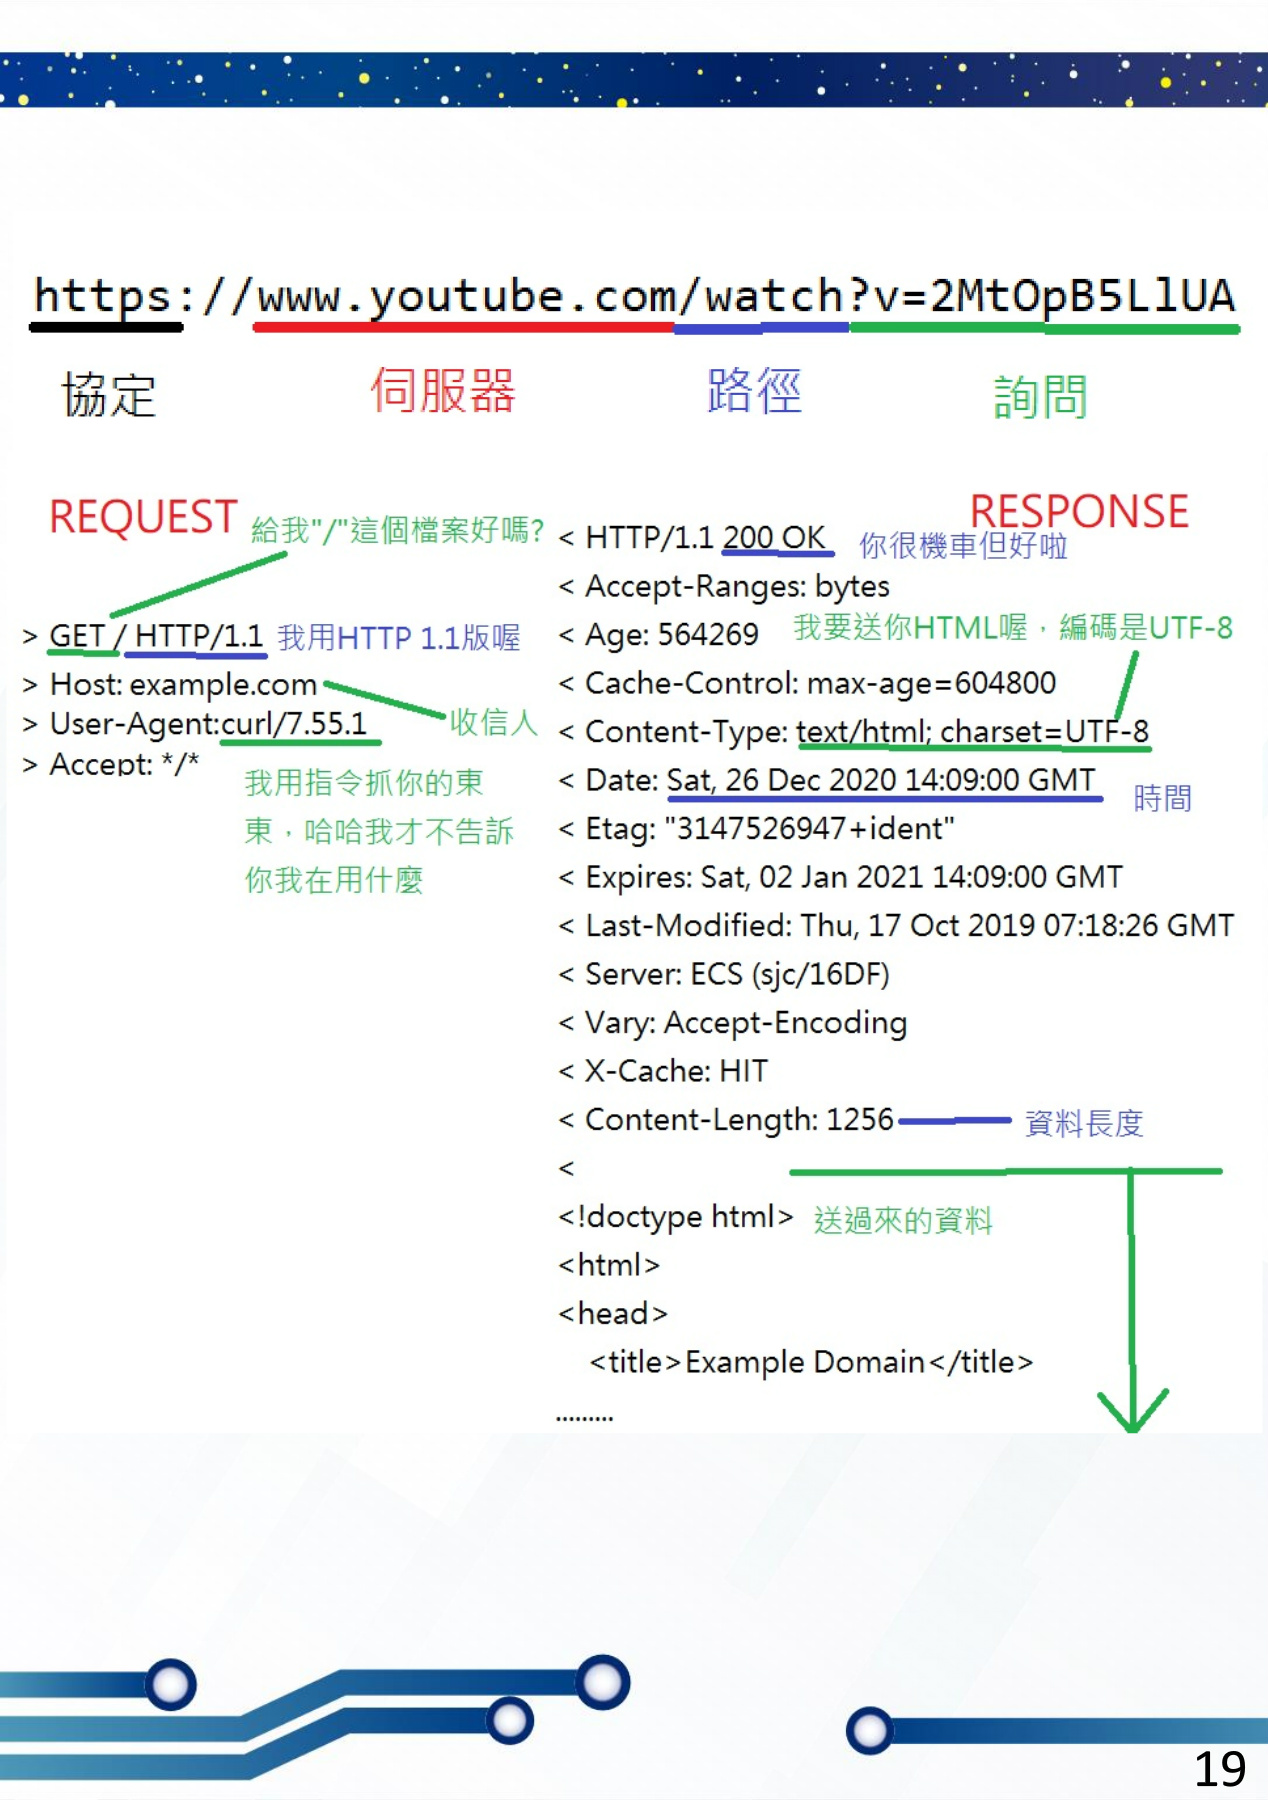 https://www.youtube.com/watch?v=2MtOpB5LlUA
協定 伺服器 路徑 詢問
REQUEST
給我"/"這個檔案好嗎?
> GET / HTTP/1.1 我用HTTP 1.1版喔
> Host: example.com
收信人
> User-Agent:curl/7.55.1
> Accept: */*
我用指令抓你的東
東，哈哈我才不告訴
你我在用什麼
RESPONSE
< HTTP/1.1 200 OK 你很機車但好啦
< Accept-Ranges: bytes
< Age: 564269 我要送你HTML喔，編碼是UTF-8
< Cache-Control: max-age=604800
< Content-Type: text/html; charset=UTF-8
< Date: Sat, 26 Dec 2020 14:09:00 GMT 時間
< Etag: "3147526947+ident"
< Expires: Sat, 02 Jan 2021 14:09:00 GMT
< Last-Modified: Thu, 17 Oct 2019 07:18:26 GMT
< Server: ECS (sjc/16DF)
< Vary: Accept-Encoding
< X-Cache: HIT
< Content-Length: 1256 資料長度
<
<!doctype html> 送過來的資料
<html>
<head>
<title>Example Domain</title>
.........
19